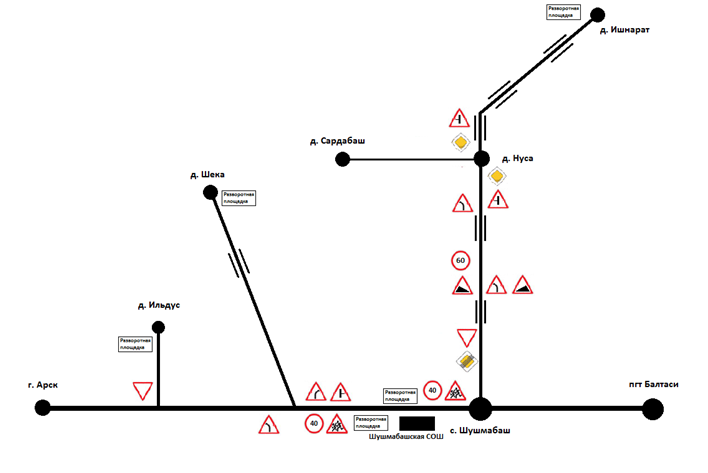 Разворотная
площадка
д. Ишнарат
д. Сардабаш
д. Нуса
д. Шека
Разворотная
площадка
60
д. Ильдус
Разворотная
площадка
г. Арск
Разворотная
площадка
40
пгт Балтаси
40
Разворотная
площадка
с. Шушмабаш
Шушмабашская СОШ